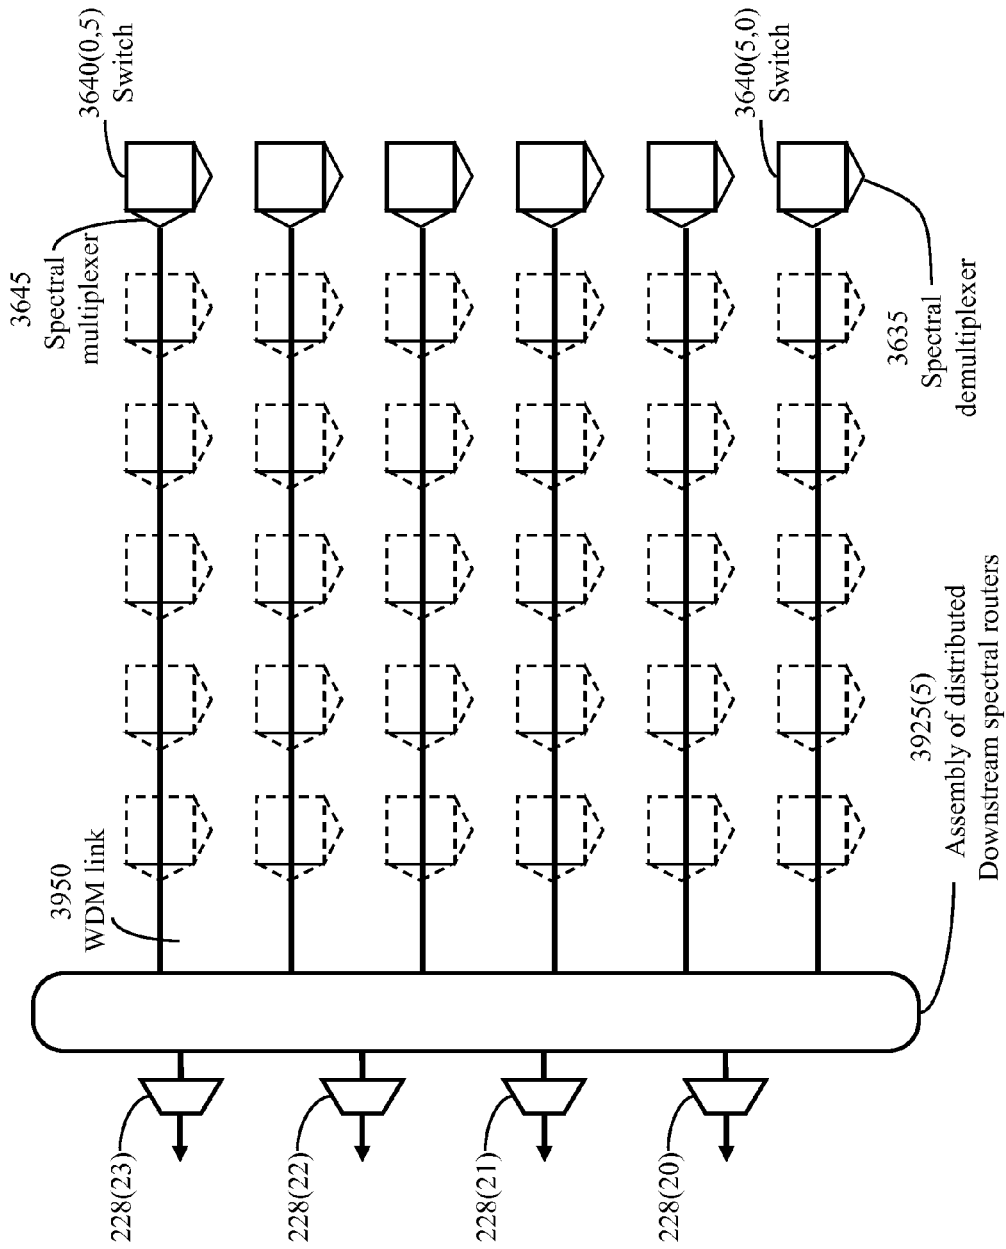 3640(0,5)
Switch
3640(5,0)
Switch
3645
Spectral
multiplexer
3635
Spectral
demultiplexer
3950
WDM link
3925(5)
Assembly of distributed
Downstream spectral routers
228(23)
228(22)
228(21)
228(20)